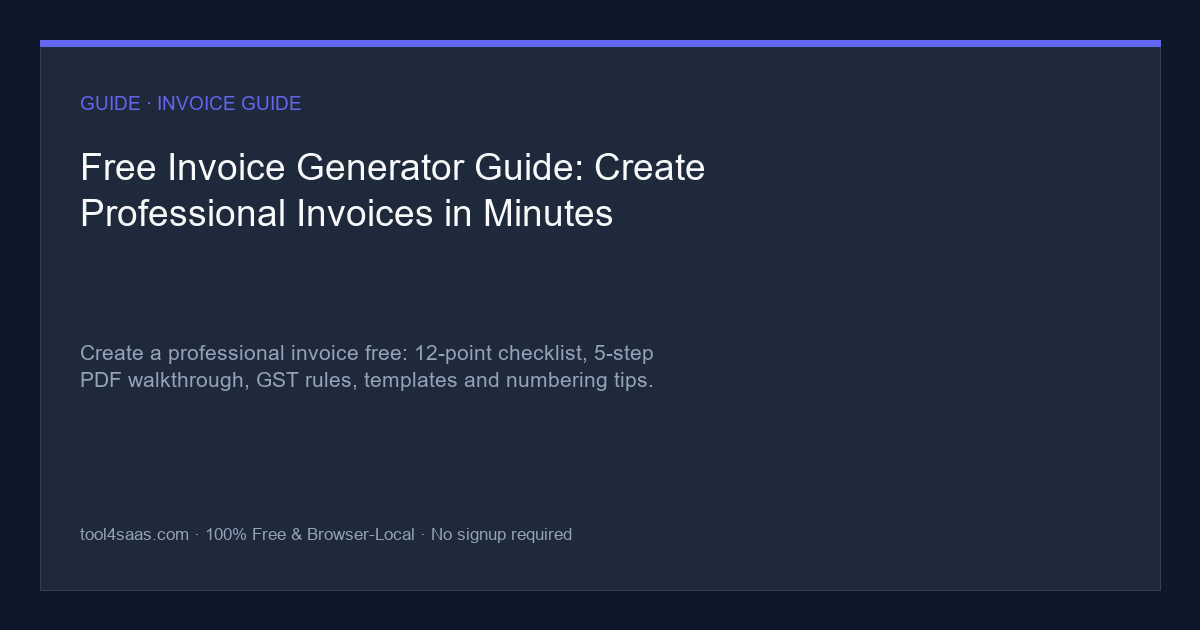 GUIDE · INVOICE GUIDE
Free Invoice Generator Guide: Create
Professional Invoices in Minutes
Create a professional invoice free: 12-point checklist, 5-step
PDF walkthrough, GST rules, templates and numbering tips.
tool4saas.com · 100% Free & Browser-Local · No signup required